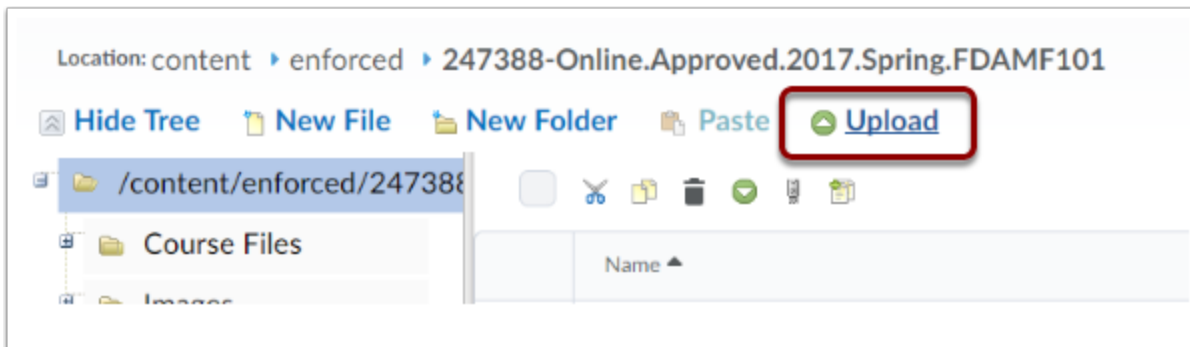 Location: content enforced 247388-Online.Approved.2017.Spring.FDAMF101
Hide Tree New File New Folder Paste Upload
/content/enforced/247388
Course Files
Name
Images